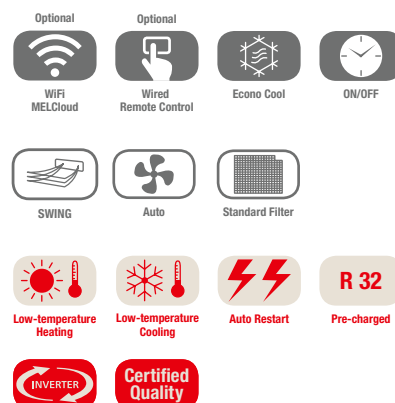 Optional
Optional
WiFi
MELCloud
Wired
Remote Control
Econo Cool
ON/OFF
SWING
Auto
Standard Filter
Low-temperature
Heating
Low-temperature
Cooling
Auto Restart
R 32
Pre-charged
INVERTER
Certified
Quality